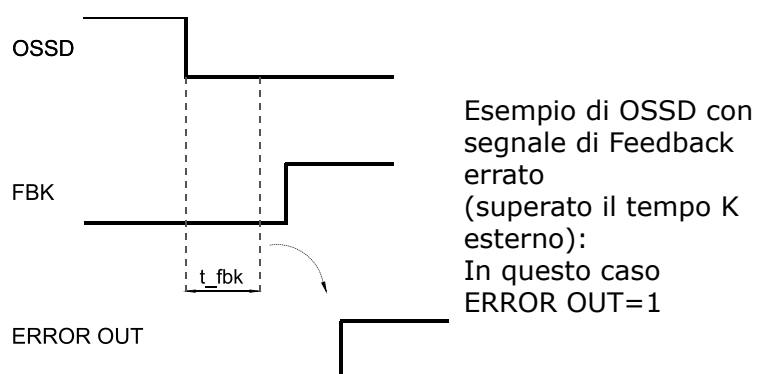 OSSD
FBK
t_fbk
ERROR OUT
Esempio di OSSD con
segnale di Feedback
errato
(superato il tempo K
esterno):
In questo caso
ERROR OUT=1